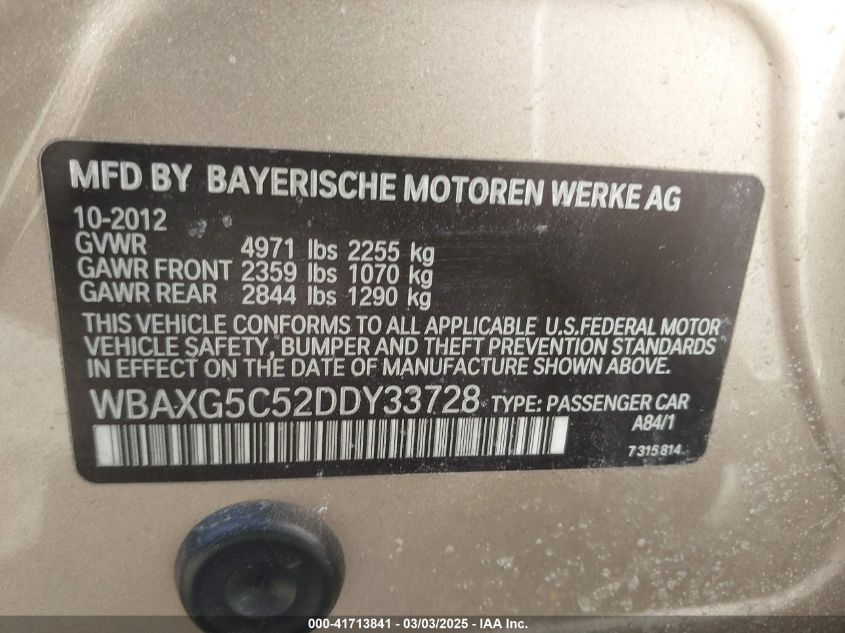 MFD BY BAYERISCHE MOTOREN WERKE AG
10-2012
GVWR 4971 lbs 2255 kg
GAWR FRONT 2359 lbs 1070 kg
GAWR REAR 2844 lbs 1290 kg
THIS VEHICLE CONFORMS TO ALL APPLICABLE U.S.FEDERAL MOTOR
VEHICLE SAFETY, BUMPER AND THEFT PREVENTION STANDARDS
IN EFFECT ON THE DATE OF MANUFACTURE SHOWN ABOVE.
WBAXG5C52DDY33728 TYPE: PASSENGER CAR
A84/1
7 315 814
000-41713841 - 03/03/2025 - IAA Inc.